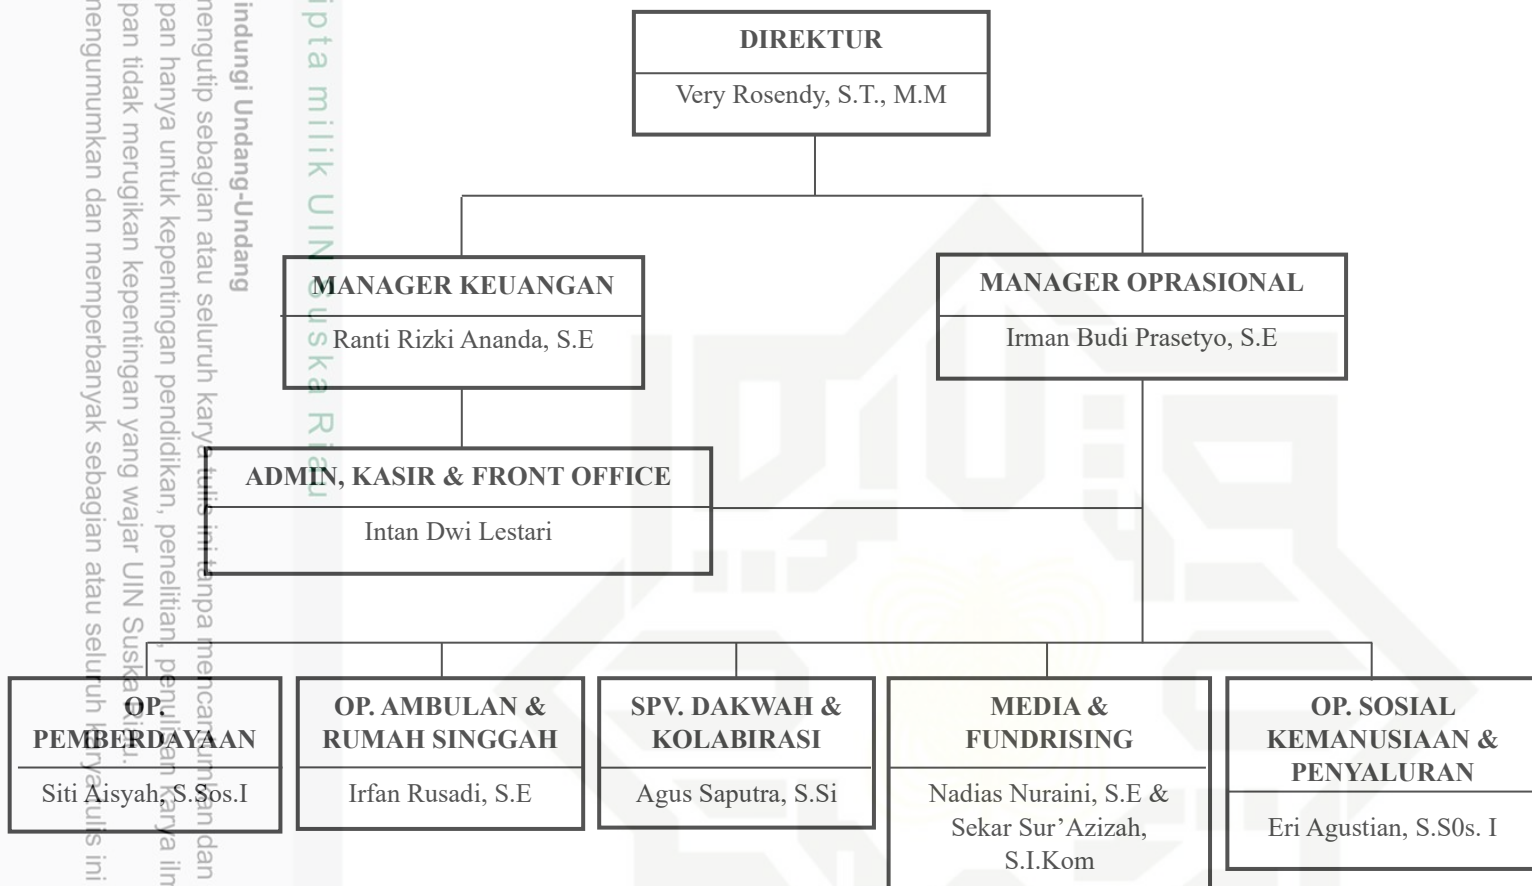 DIREKTUR
Very Rosendy, S.T., M.M
MANAGER KEUANGAN
Ranti Rizki Ananda, S.E
MANAGER OPRASIONAL
Irman Budi Prasetyo, S.E
ADMIN, KASIR & FRONT OFFICE
Intan Dwi Lestari
OP.
PEMBERDAYAAN
Siti Aisyah, S.Sos.I
OP. AMBULAN &
RUMAH SINGGAH
Irfan Rusadi, S.E
SPV. DAKWAH &
KOLABIRASI
Agus Saputra, S.Si
MEDIA &
FUNDRISING
Nadias Nuraini, S.E &
Sekar Sur’Azizah,
S.I.Kom
OP. SOSIAL
KEMANUSIAAN &
PENYALURAN
Eri Agustian, S.S0s. I
ipta milik UIN Suska Riau
indungi Undang-Undang
mengutip sebagian atau seluruh karya tulis ini tanpa mencantumkan dan
pan hanya untuk kepentingan pendidikan, penelitian, penulisan karya ilm
pan tidak merugikan kepentingan yang wajar UIN Suska Riau.
mengumumkan dan memperbanyak sebagian atau seluruh karya tulis ini